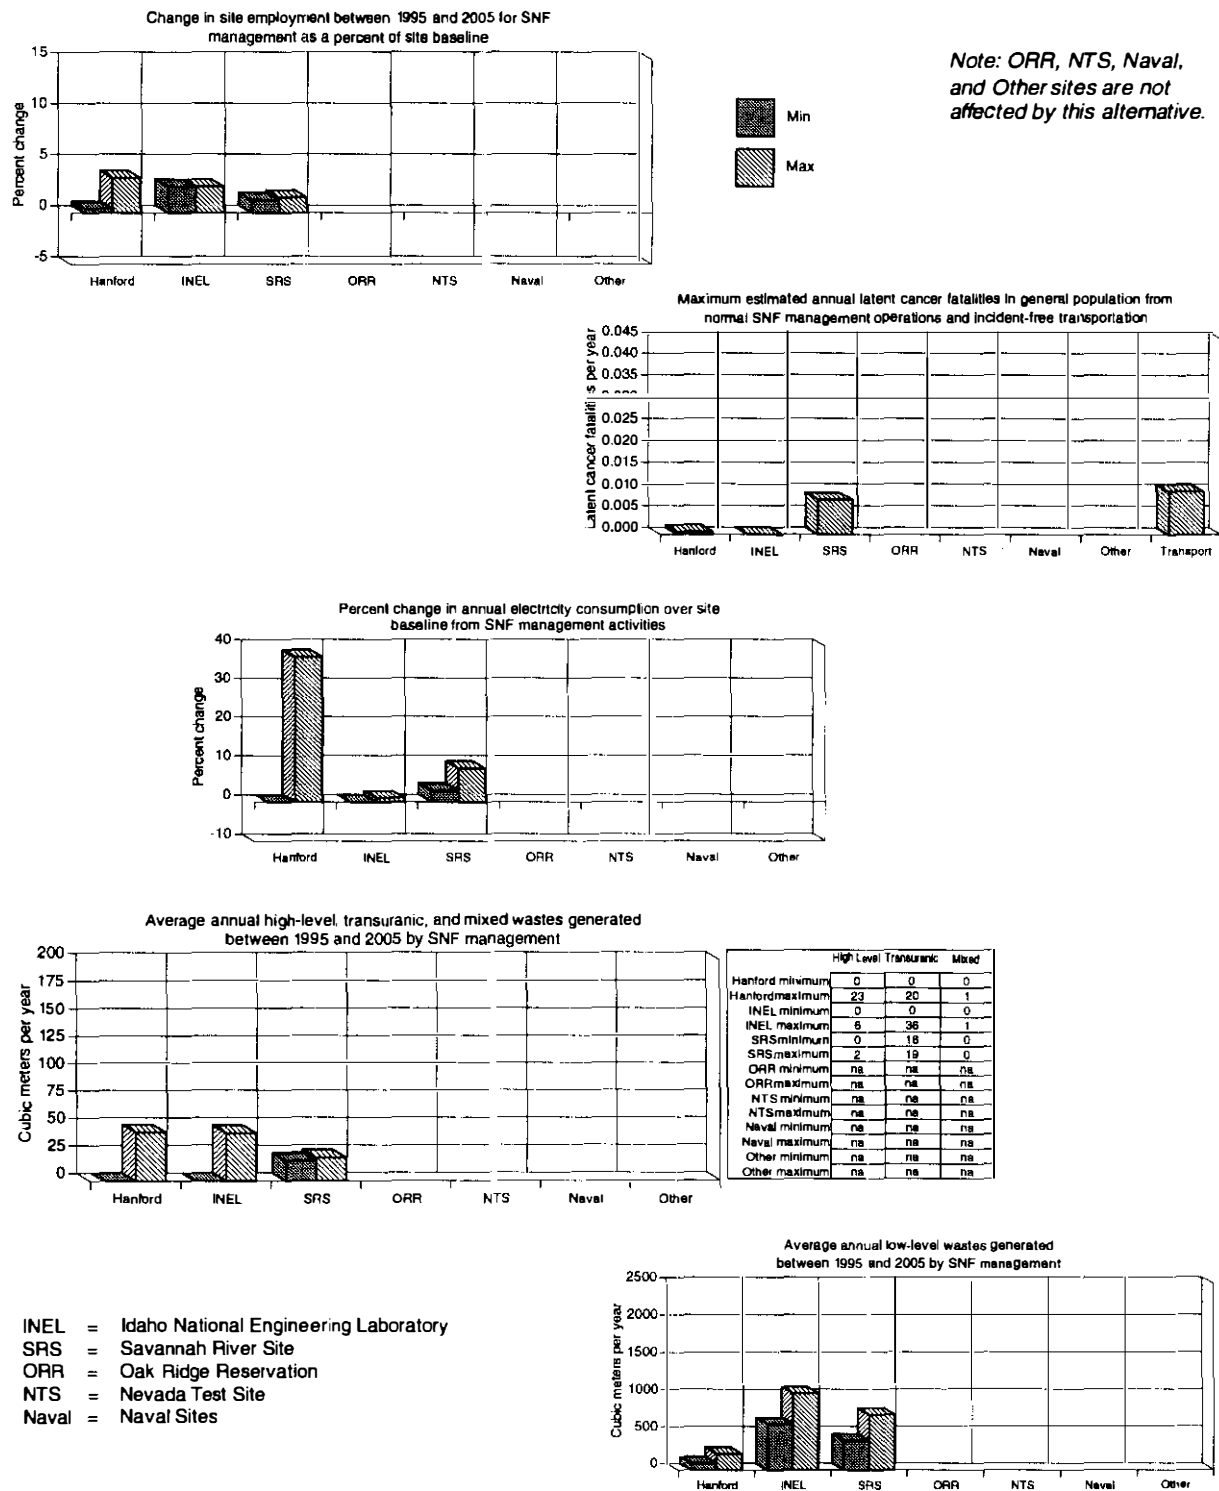 Change in site employment between 1995 and 2005 for SNF
management as a percent of site baseline
15
10
5
0
-5
Percent change
Hanford INEL SRS ORR NTS Naval Other
Min
Max
Note: ORR, NTS, Naval,
and Other sites are not
affected by this alternative.
Maximum estimated annual latent cancer fatalities in general population from
normal SNF management operations and incident-free transportation
0.045
0.040
0.035
0.025
0.020
0.015
0.010
0.005
0.000
Latent cancer fatalities per year
Hanford INEL SRS ORR NTS Naval Other Transport
Percent change in annual electricity consumption over site
baseline from SNF management activities
40
30
20
10
0
-10
Percent change
Hanford INEL SRS ORR NTS Naval Other
Average annual high-level, transuranic, and mixed wastes generated
between 1995 and 2005 by SNF management
200
175
150
125
100
75
50
25
0
Cubic meters per year
Hanford INEL SRS ORR NTS Naval Other
High Level Transuranic Mixed
Hanford minimum 0 0 0
Hanford maximum 23 20 1
INEL minimum 0 0 0
INEL maximum 6 36 1
SRS minimum 0 18 0
SRS maximum 2 19 0
ORR minimum na na na
ORR maximum na na na
NTS minimum na na na
NTS maximum na na na
Naval minimum na na na
Naval maximum na na na
Other minimum na na na
Other maximum na na na
Average annual low-level wastes generated
between 1995 and 2005 by SNF management
2500
2000
1500
1000
500
0
Cubic meters per year
Hanford INEL SRS ORR NTS Naval Other
INEL = Idaho National Engineering Laboratory
SRS = Savannah River Site
ORR = Oak Ridge Reservation
NTS = Nevada Test Site
Naval = Naval Sites